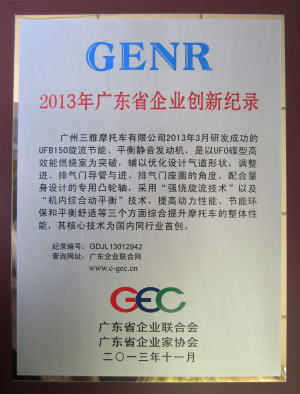 GENR
2013年广东省企业创新纪录
广州三雅摩托车有限公司2013年3月研发成功的
UFB150旋流节能、平衡静音发动机，是以UFO碟型高
效能燃烧室为突破，辅以优化设计气道形状，调整
进、排气门导管与进、排气门座圈的角度，配合量
身设计的专用凸轮轴，采用“强绕旋流技术”以及
“机内综合动平衡”技术，提高动力性能、节能环
保和平衡舒适等三个方面综合提升摩托车的整体性
能，其核心技术为国内同行业首创。
纪录编号：GDJL13012942
查询网址：广东企业联合网
www.c-gec.cn
GEC
广东省企业联合会
广东省企业家协会
二〇一三年十一月